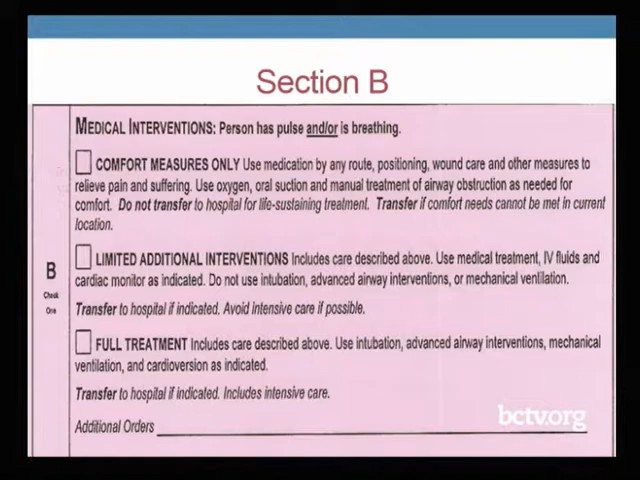 Section B
MEDICAL INTERVENTIONS: Person has pulse and/or is breathing.
COMFORT MEASURES ONLY Use medication by any route, positioning, wound care and other measures to
relieve pain and suffering. Use oxygen, oral suction and manual treatment of airway obstruction as needed for
comfort. Do not transfer to hospital for life-sustaining treatment. Transfer if comfort needs cannot be met in current
location.
B
Check
One
LIMITED ADDITIONAL INTERVENTIONS Includes care described above. Use medical treatment, IV fluids and
cardiac monitor as indicated. Do not use intubation, advanced airway interventions, or mechanical ventilation.
Transfer to hospital if indicated. Avoid intensive care if possible.
FULL TREATMENT Includes care described above. Use intubation, advanced airway interventions, mechanical
ventilation, and cardioversion as indicated.
Transfer to hospital if indicated. Includes intensive care.
Additional Orders
bctv.org